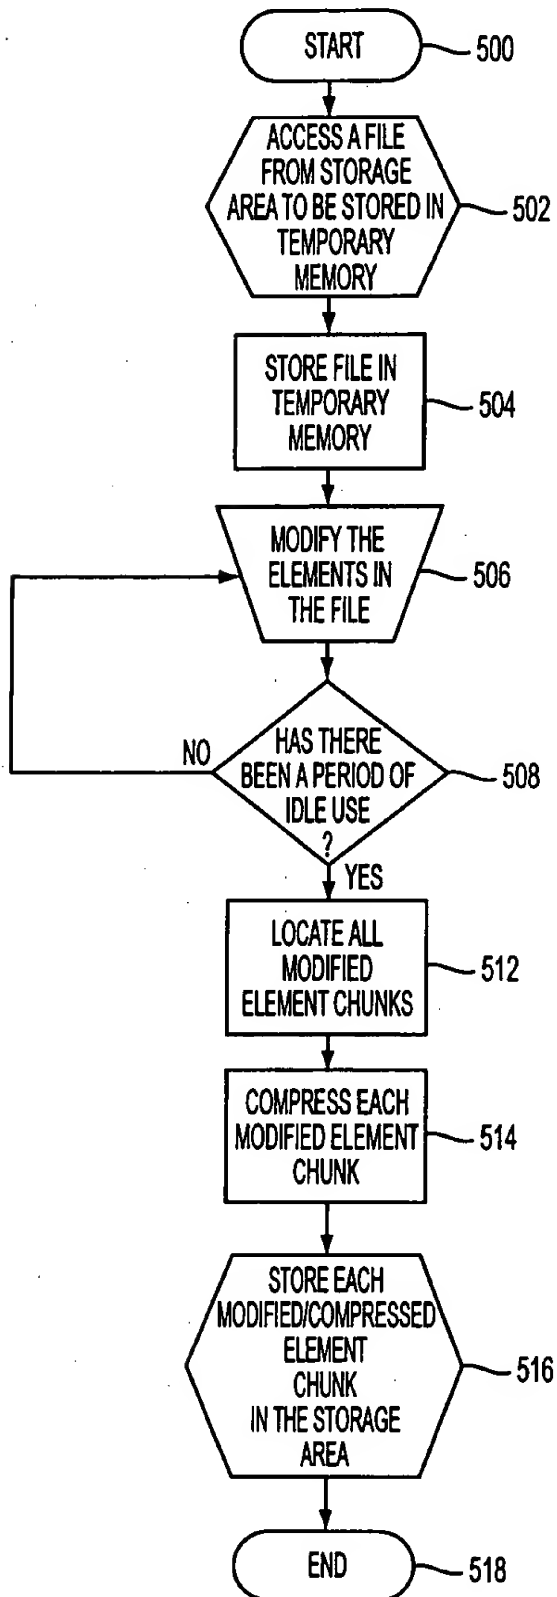 START
500
ACCESS A FILE
FROM STORAGE
AREA TO BE STORED IN
TEMPORARY
MEMORY
502
STORE FILE IN
TEMPORARY
MEMORY
504
MODIFY THE
ELEMENTS IN
THE FILE
506
HAS THERE
BEEN A PERIOD OF
IDLE USE
?
508
NO
YES
LOCATE ALL
MODIFIED
ELEMENT CHUNKS
512
COMPRESS EACH
MODIFIED ELEMENT
CHUNK
514
STORE EACH
MODIFIED/COMPRESSED
ELEMENT
CHUNK
IN THE STORAGE
AREA
516
END
518